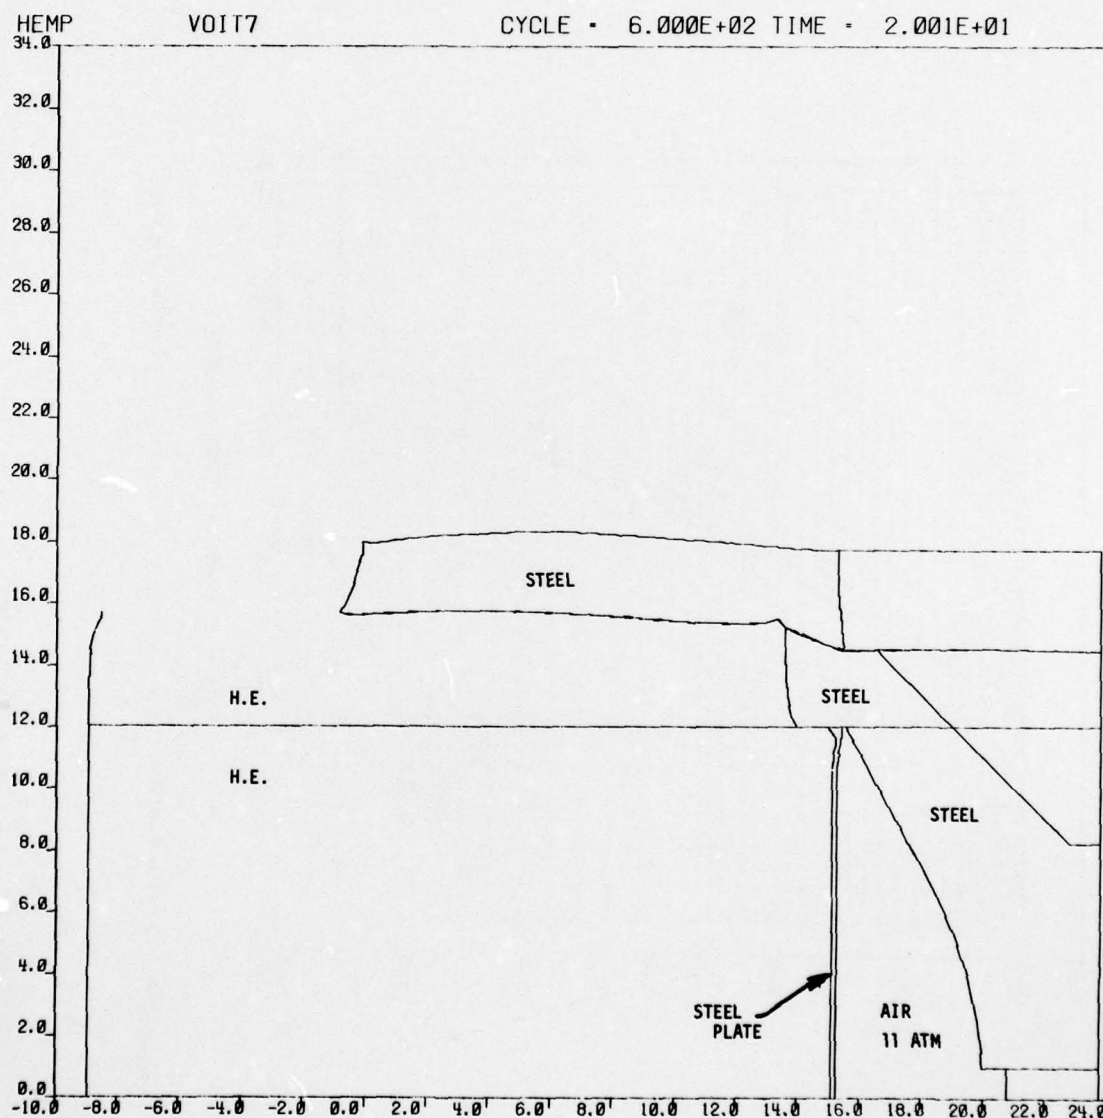 HEMP VOIT7 CYCLE = 6.000E+02 TIME = 2.001E+01
34.0
32.0
30.0
28.0
26.0
24.0
22.0
20.0
18.0
16.0
14.0
12.0
10.0
8.0
6.0
4.0
2.0
0.0
STEEL
STEEL
H.E.
H.E.
STEEL
STEEL
PLATE
AIR
11 ATM
-10.0 -8.0 -6.0 -4.0 -2.0 0.0 2.0 4.0 6.0 8.0 10.0 12.0 14.0 16.0 18.0 20.0 22.0 24.0